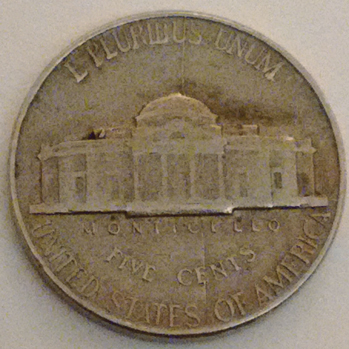 E PLURIBUS UNUM
MONTICELLO
FIVE CENTS
UNITED STATES OF AMERICA